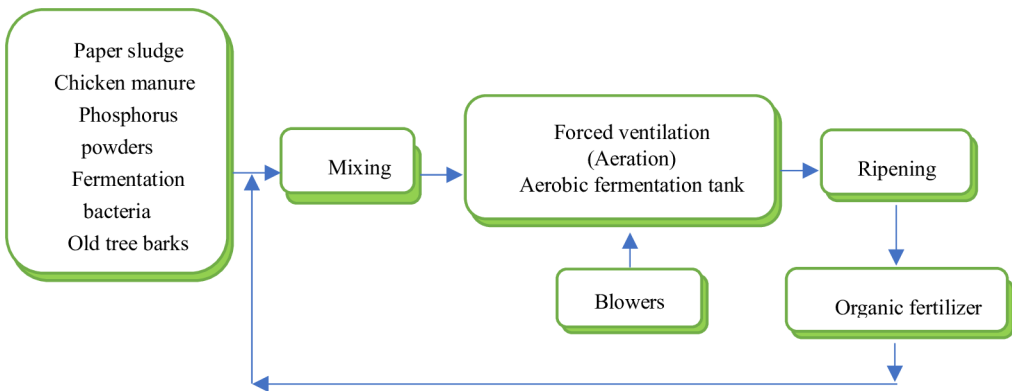 Paper sludge
Chicken manure
Phosphorus
powders
Fermentation
bacteria
Old tree barks
Mixing
Forced ventilation
(Aeration)
Aerobic fermentation tank
Ripening
Blowers
Organic fertilizer